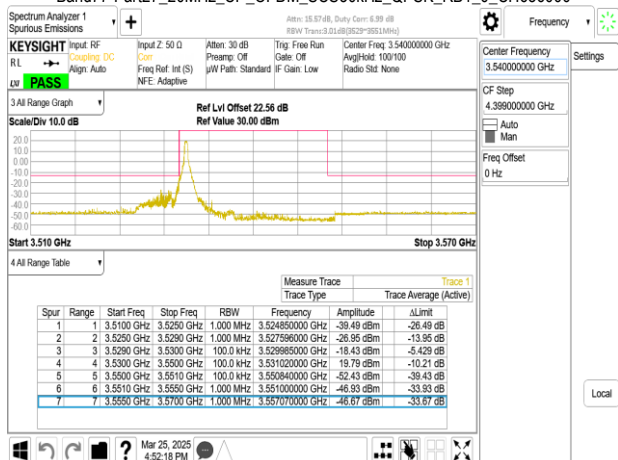 Spectrum Analyzer 1
Spurious Emissions
Attn: 15.57dB, Duty Corr: 6.99 dB
RBW Trans:3.01dB(3529~3551MHz)
Frequency
KEYSIGHT Input: RF Input Z: 50 Ω Atten: 30 dB Trig: Free Run Center Freq: 3.540000000 GHz
RL Coupling: DC Corr Preamp: Off Gate: Off Avg|Hold: 100/100
Align: Auto Freq Ref: Int (S) µW Path: Standard IF Gain: Low Radio Std: None
LXI PASS NFE: Adaptive
Center Frequency
3.540000000 GHz
Settings
CF Step
4.399000000 GHz
Auto
Man
Freq Offset
0 Hz
Local
3 All Range Graph
Ref Lvl Offset 22.56 dB
Scale/Div 10.0 dB Ref Value 30.00 dBm
20.0
10.0
0.00
-10.0
-20.0
-30.0
-40.0
-50.0
-60.0
Start 3.510 GHz Stop 3.570 GHz
4 All Range Table
Measure Trace Trace 1
Trace Type Trace Average (Active)
Spur Range Start Freq Stop Freq RBW Frequency Amplitude ΔLimit
1 1 3.5100 GHz 3.5250 GHz 1.000 MHz 3.524850000 GHz -39.49 dBm -26.49 dB
2 2 3.5250 GHz 3.5290 GHz 1.000 MHz 3.527596000 GHz -26.95 dBm -13.95 dB
3 3 3.5290 GHz 3.5300 GHz 100.0 kHz 3.529985000 GHz -18.43 dBm -5.429 dB
4 4 3.5300 GHz 3.5500 GHz 100.0 kHz 3.531020000 GHz 19.79 dBm -10.21 dB
5 5 3.5500 GHz 3.5510 GHz 100.0 kHz 3.550840000 GHz -52.43 dBm -39.43 dB
6 6 3.5510 GHz 3.5550 GHz 1.000 MHz 3.551000000 GHz -46.93 dBm -33.93 dB
7 7 3.5550 GHz 3.5700 GHz 1.000 MHz 3.557070000 GHz -46.67 dBm -33.67 dB
Mar 25, 2025
4:52:18 PM